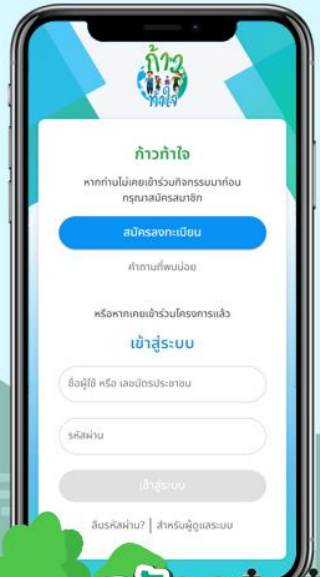 ก้าว
ท้าใจ
ก้าวท้าใจ
หากท่านไม่เคยเข้าร่วมกิจกรรมมาก่อน
กรุณาสมัครสมาชิก
สมัครลงทะเบียน
คำถามที่พบบ่อย
หรือหากเคยเข้าร่วมโครงการแล้ว
เข้าสู่ระบบ
ชื่อผู้ใช้ หรือ เลขบัตรประชาชน
รหัสผ่าน
เข้าสู่ระบบ
ลืมรหัสผ่าน? | สำหรับผู้ดูแลระบบ